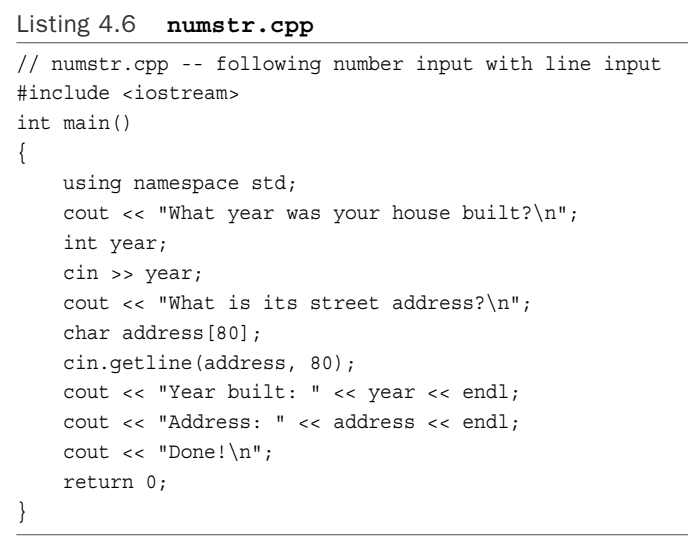 Listing 4.6 numstr.cpp
// numstr.cpp -- following number input with line input
#include <iostream>
int main()
{
    using namespace std;
    cout << "What year was your house built?\n";
    int year;
    cin >> year;
    cout << "What is its street address?\n";
    char address[80];
    cin.getline(address, 80);
    cout << "Year built: " << year << endl;
    cout << "Address: " << address << endl;
    cout << "Done!\n";
    return 0;
}